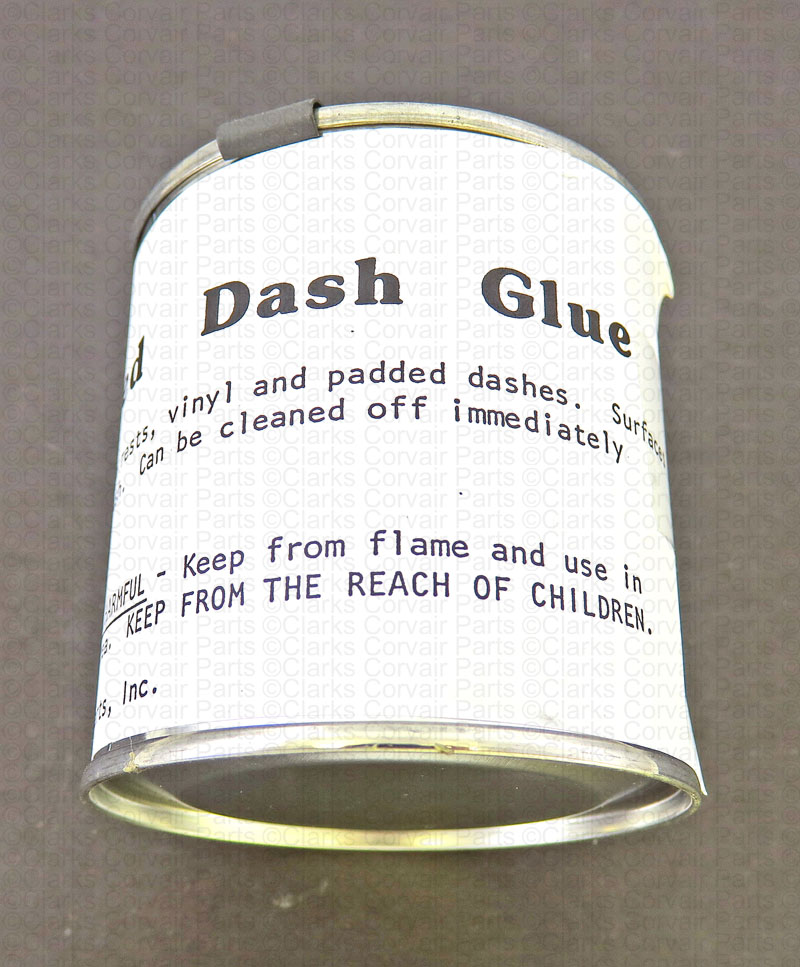 Dash Glue
vinyl and padded dashes.
Can be cleaned off immediately
- Keep from flame and use in
KEEP FROM THE REACH OF CHILDREN.
Inc.
©Clarks Corvair Parts